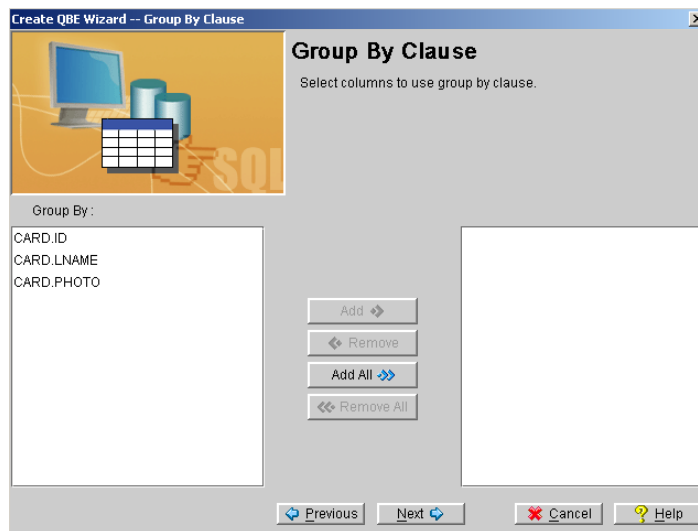 Create QBE Wizard -- Group By Clause
Group By Clause
Select columns to use group by clause.
SQL
Group By :
CARD.ID
CARD.LNAME
CARD.PHOTO
Add
Remove
Add All
Remove All
Previous Next Cancel Help